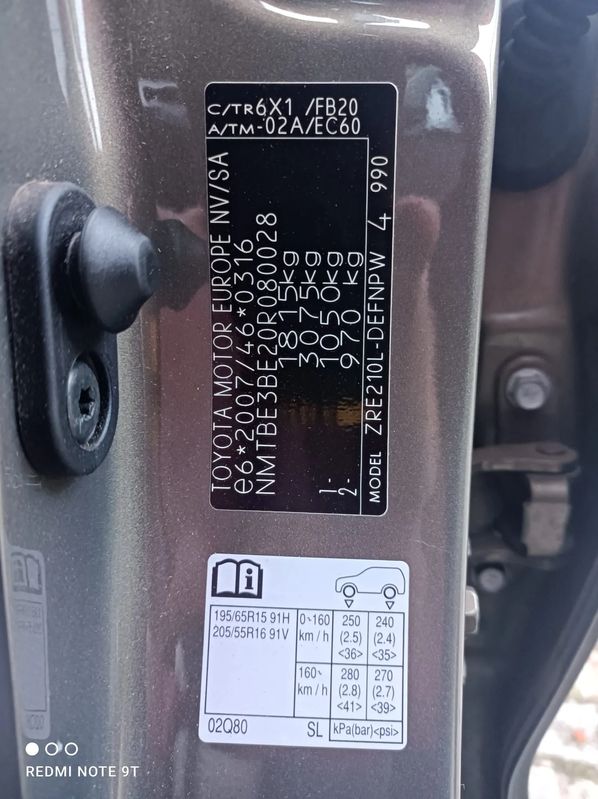 C/TR6X1 /FB20
A/TM-02A/EC60
TOYOTA MOTOR EUROPE NV/SA
e6*2007/46*0316
NMTBE3BE20R080028
1815kg
3075kg
1- 1050kg
2- 970 kg
MODEL ZRE210L-DEFNPW 4 990
i
195/65R15 91H
205/55R16 91V
0~160 km / h
250 (2.5) <36>
240 (2.4) <35>
160~ km / h
280 (2.8) <41>
270 (2.7) <39>
02Q80 SL kPa(bar)<psi>
REDMI NOTE 9T